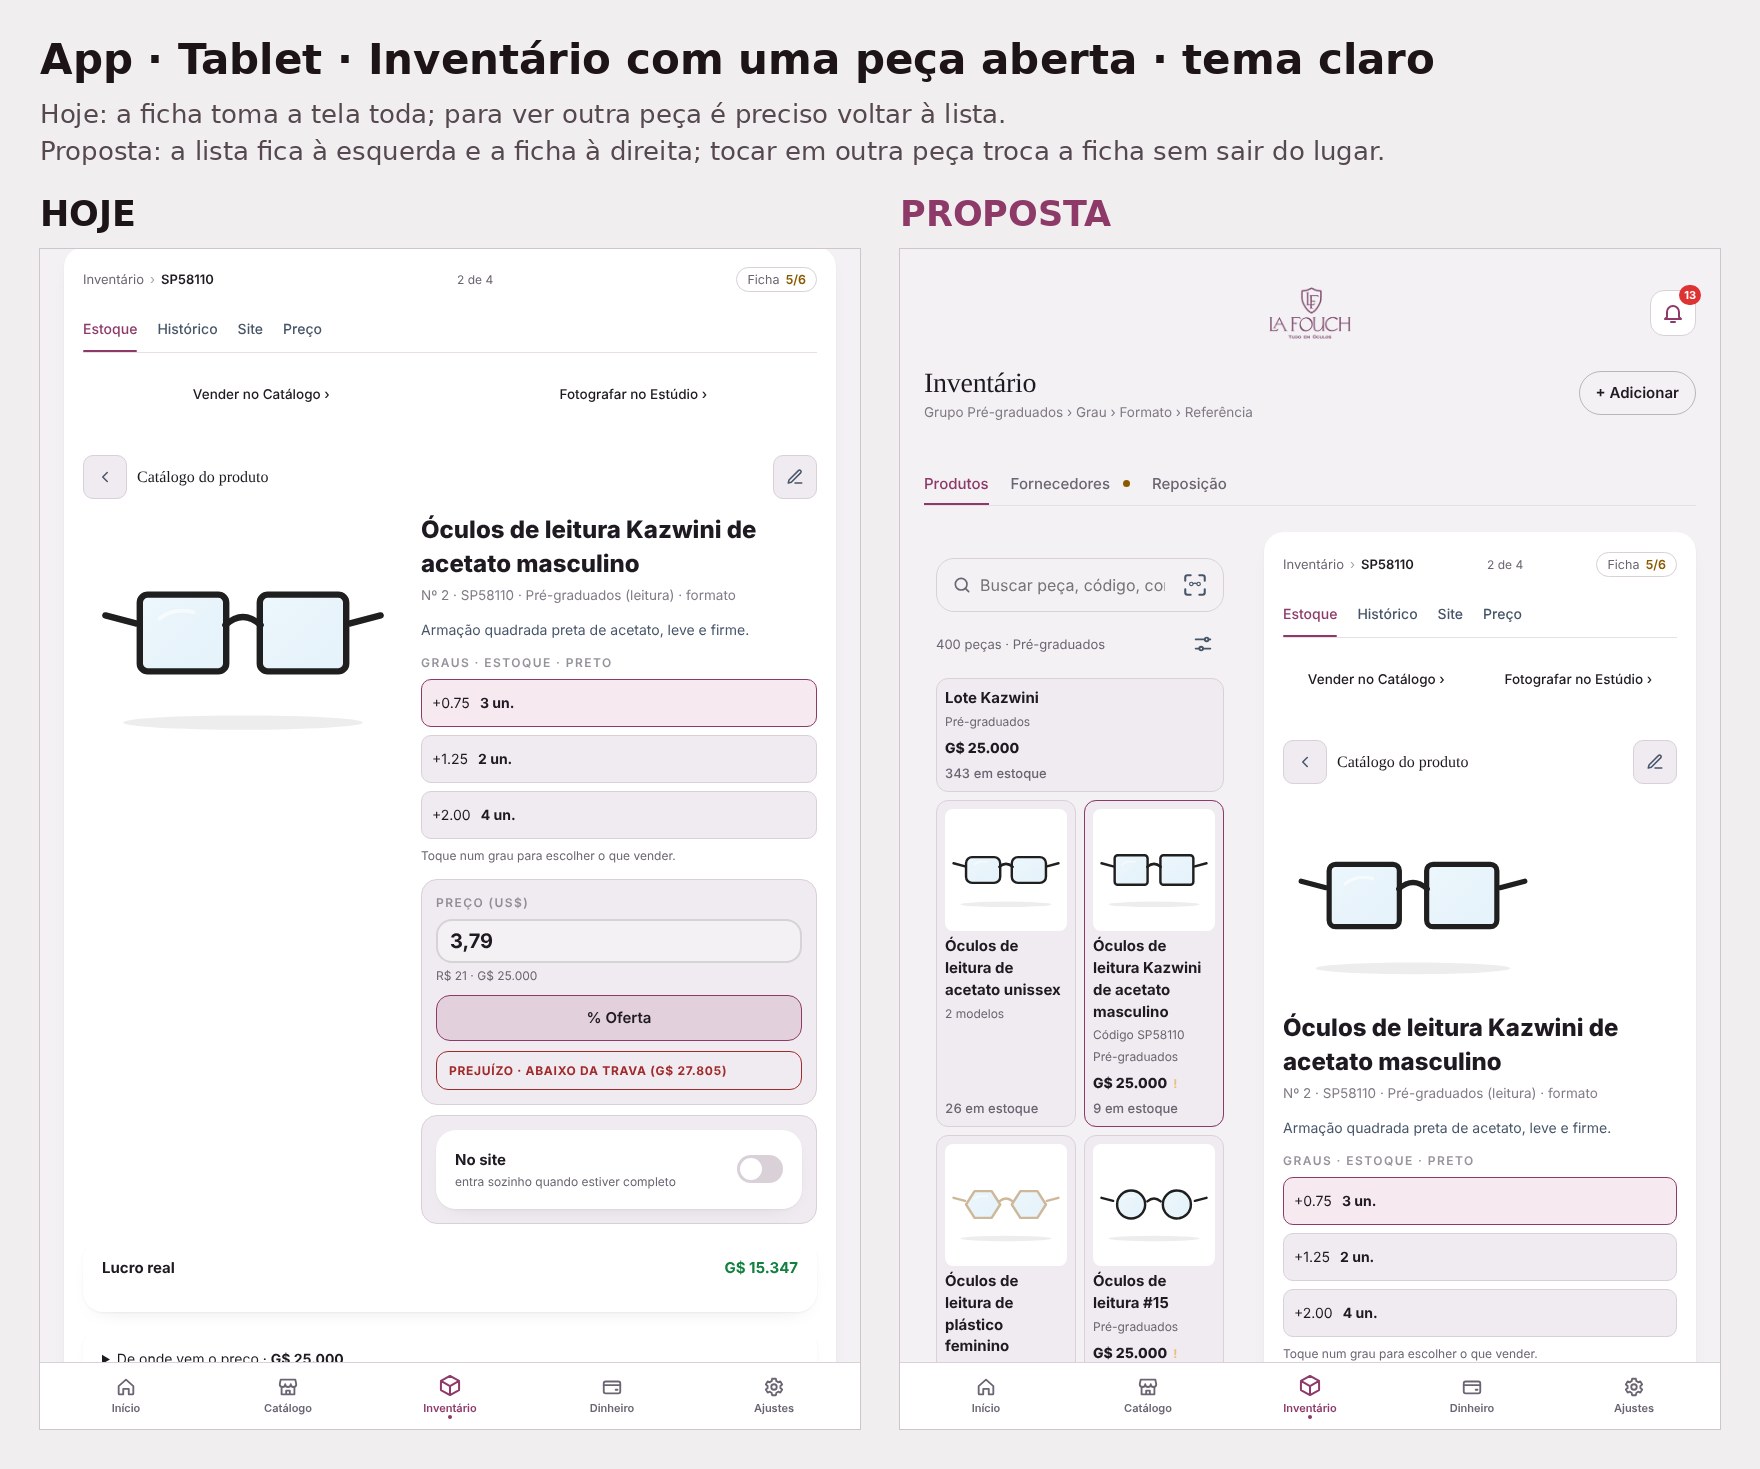 App · Tablet · Inventário com uma peça aberta · tema claro
Hoje: a ficha toma a tela toda; para ver outra peça é preciso voltar à lista.
Proposta: a lista fica à esquerda e a ficha à direita; tocar em outra peça troca a ficha sem sair do lugar.
HOJE
Inventário › SP58110
2 de 4
Ficha 5/6
Estoque Histórico Site Preço
Vender no Catálogo ›
Fotografar no Estúdio ›
Catálogo do produto
Óculos de leitura Kazwini de
acetato masculino
Nº 2 · SP58110 · Pré-graduados (leitura) · formato
Armação quadrada preta de acetato, leve e firme.
GRAUS · ESTOQUE · PRETO
+0.75 3 un.
+1.25 2 un.
+2.00 4 un.
Toque num grau para escolher o que vender.
PREÇO (US$)
3,79
R$ 21 · G$ 25.000
% Oferta
PREJUÍZO · ABAIXO DA TRAVA (G$ 27.805)
No site
entra sozinho quando estiver completo
Lucro real
G$ 15.347
De onde vem o preço · G$ 25.000
Início
Catálogo
Inventário
Dinheiro
Ajustes
PROPOSTA
LF
LA FOUCH
TUDO EM ÓCULOS
13
Inventário
Grupo Pré-graduados › Grau › Formato › Referência
+ Adicionar
Produtos Fornecedores Reposição
Buscar peça, código, co
400 peças · Pré-graduados
Lote Kazwini
Pré-graduados
G$ 25.000
343 em estoque
Óculos de
leitura de
acetato unissex
2 modelos
26 em estoque
Óculos de
leitura Kazwini
de acetato
masculino
Código SP58110
Pré-graduados
G$ 25.000 !
9 em estoque
Óculos de
leitura de
plástico
feminino
Óculos de
leitura #15
Pré-graduados
G$ 25.000 !
Inventário › SP58110
2 de 4
Ficha 5/6
Estoque Histórico Site Preço
Vender no Catálogo ›
Fotografar no Estúdio ›
Catálogo do produto
Óculos de leitura Kazwini de
acetato masculino
Nº 2 · SP58110 · Pré-graduados (leitura) · formato
Armação quadrada preta de acetato, leve e firme.
GRAUS · ESTOQUE · PRETO
+0.75 3 un.
+1.25 2 un.
+2.00 4 un.
Toque num grau para escolher o que vender.
Início
Catálogo
Inventário
Dinheiro
Ajustes